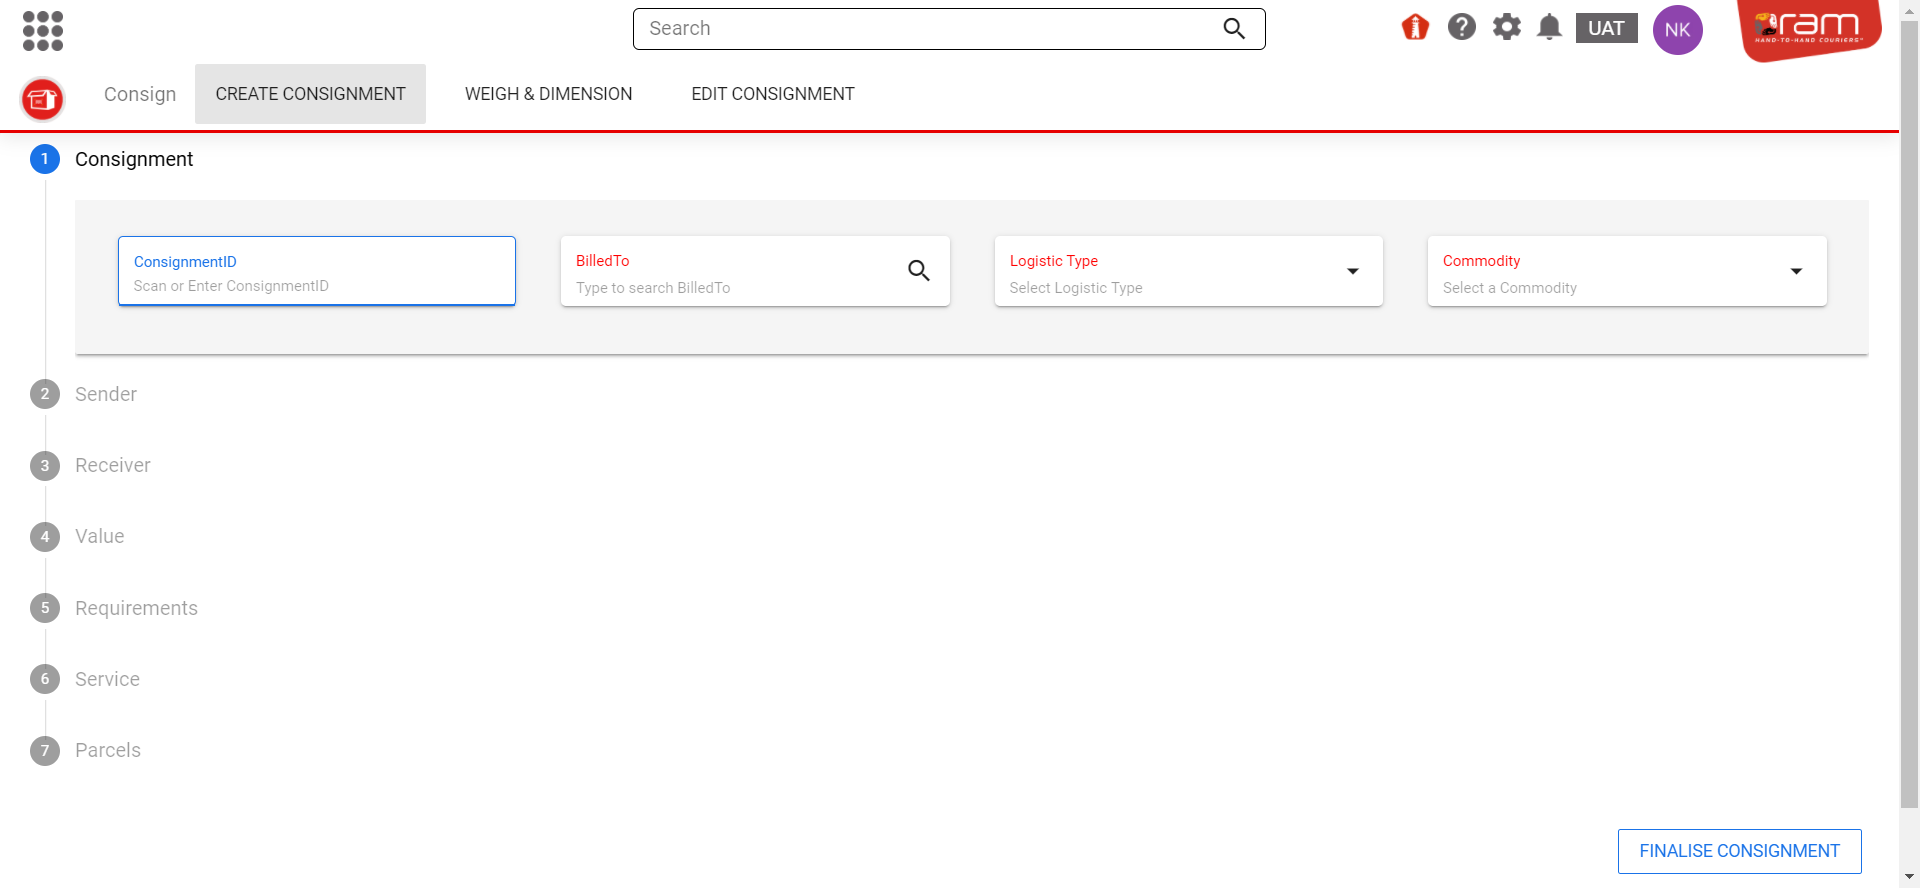 Search
UAT
NK
ram
HAND-TO-HAND COURIERS
Consign
CREATE CONSIGNMENT
WEIGH & DIMENSION
EDIT CONSIGNMENT
1 Consignment
ConsignmentID
Scan or Enter ConsignmentID
BilledTo
Type to search BilledTo
Logistic Type
Select Logistic Type
Commodity
Select a Commodity
2 Sender
3 Receiver
4 Value
5 Requirements
6 Service
7 Parcels
FINALISE CONSIGNMENT